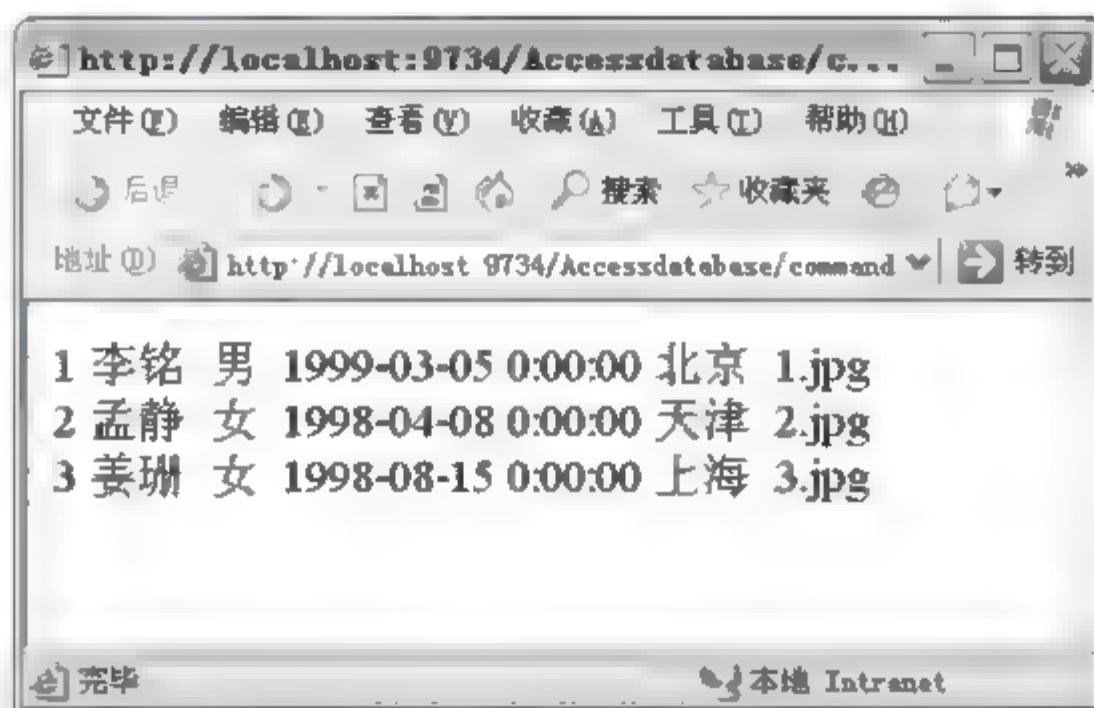 http://localhost:9734/Accessdatabase/c...
文件(F) 编辑(E) 查看(V) 收藏(A) 工具(T) 帮助(H)
后退 搜索 收藏夹
地址(D) http://localhost 9734/Accessdatabase/command 转到
1 李铭 男 1999-03-05 0:00:00 北京 1.jpg
2 孟静 女 1998-04-08 0:00:00 天津 2.jpg
3 姜珊 女 1998-08-15 0:00:00 上海 3.jpg
完毕 本地 Intranet